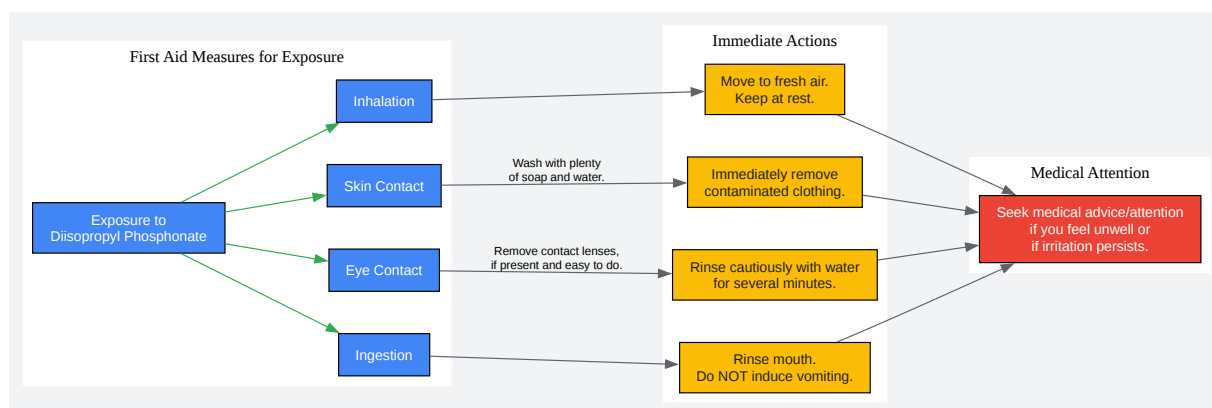 First Aid Measures for Exposure
Exposure to
Diisopropyl Phosphonate
Inhalation
Skin Contact
Eye Contact
Ingestion
Wash with plenty
of soap and water.
Remove contact lenses,
if present and easy to do.
Immediate Actions
Move to fresh air.
Keep at rest.
Immediately remove
contaminated clothing.
Rinse cautiously with water
for several minutes.
Rinse mouth.
Do NOT induce vomiting.
Medical Attention
Seek medical advice/attention
if you feel unwell or
if irritation persists.